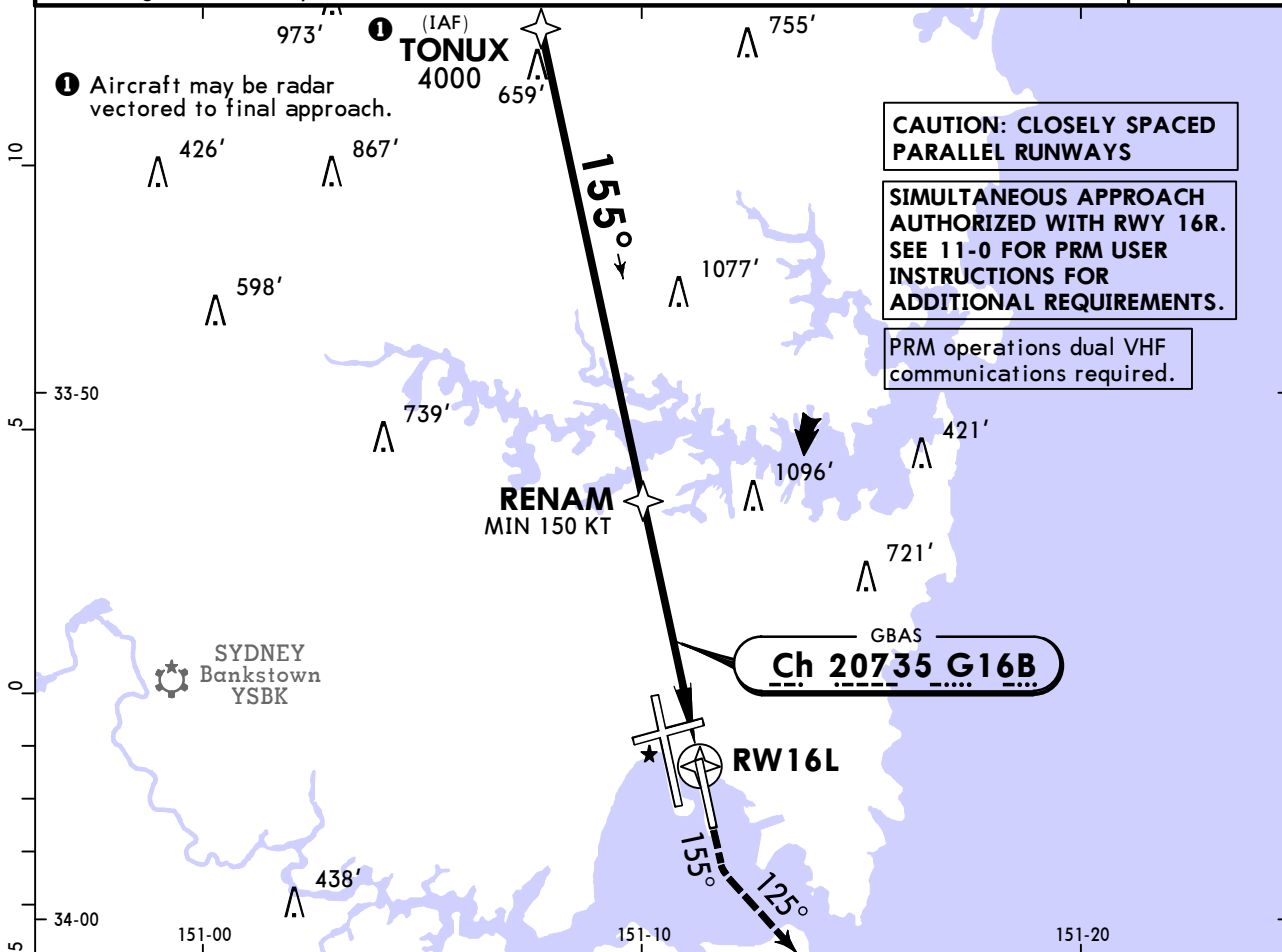 (IAF)
❶ TONUX
4000
973'
755'
659'
❶ Aircraft may be radar
vectored to final approach.
426'
867'
CAUTION: CLOSELY SPACED
PARALLEL RUNWAYS
10
155°
SIMULTANEOUS APPROACH
AUTHORIZED WITH RWY 16R.
SEE 11-0 FOR PRM USER
INSTRUCTIONS FOR
ADDITIONAL REQUIREMENTS.
1077'
598'
PRM operations dual VHF
communications required.
33-50
5
739'
421'
1096'
RENAM
MIN 150 KT
721'
GBAS
Ch 20735 G16B
SYDNEY
Bankstown
YSBK
0
RW16L
155°
125°
438'
34-00
5
151-00
151-10
151-20